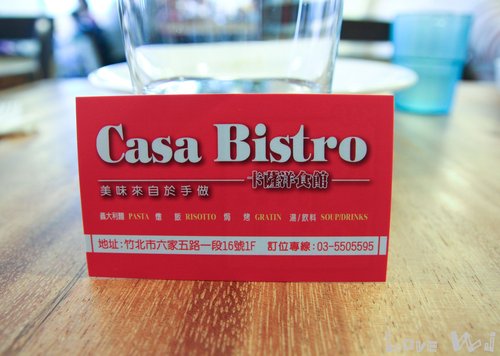 Casa Bistro
卡薩洋食館
美味來自於手做
義大利麵 PASTA 燉 飯 RISOTTO 焗 烤 GRATIN 湯/飲料 SOUP/DRINKS
地址:竹北市六家五路一段16號1F 訂位專線:03-5505595